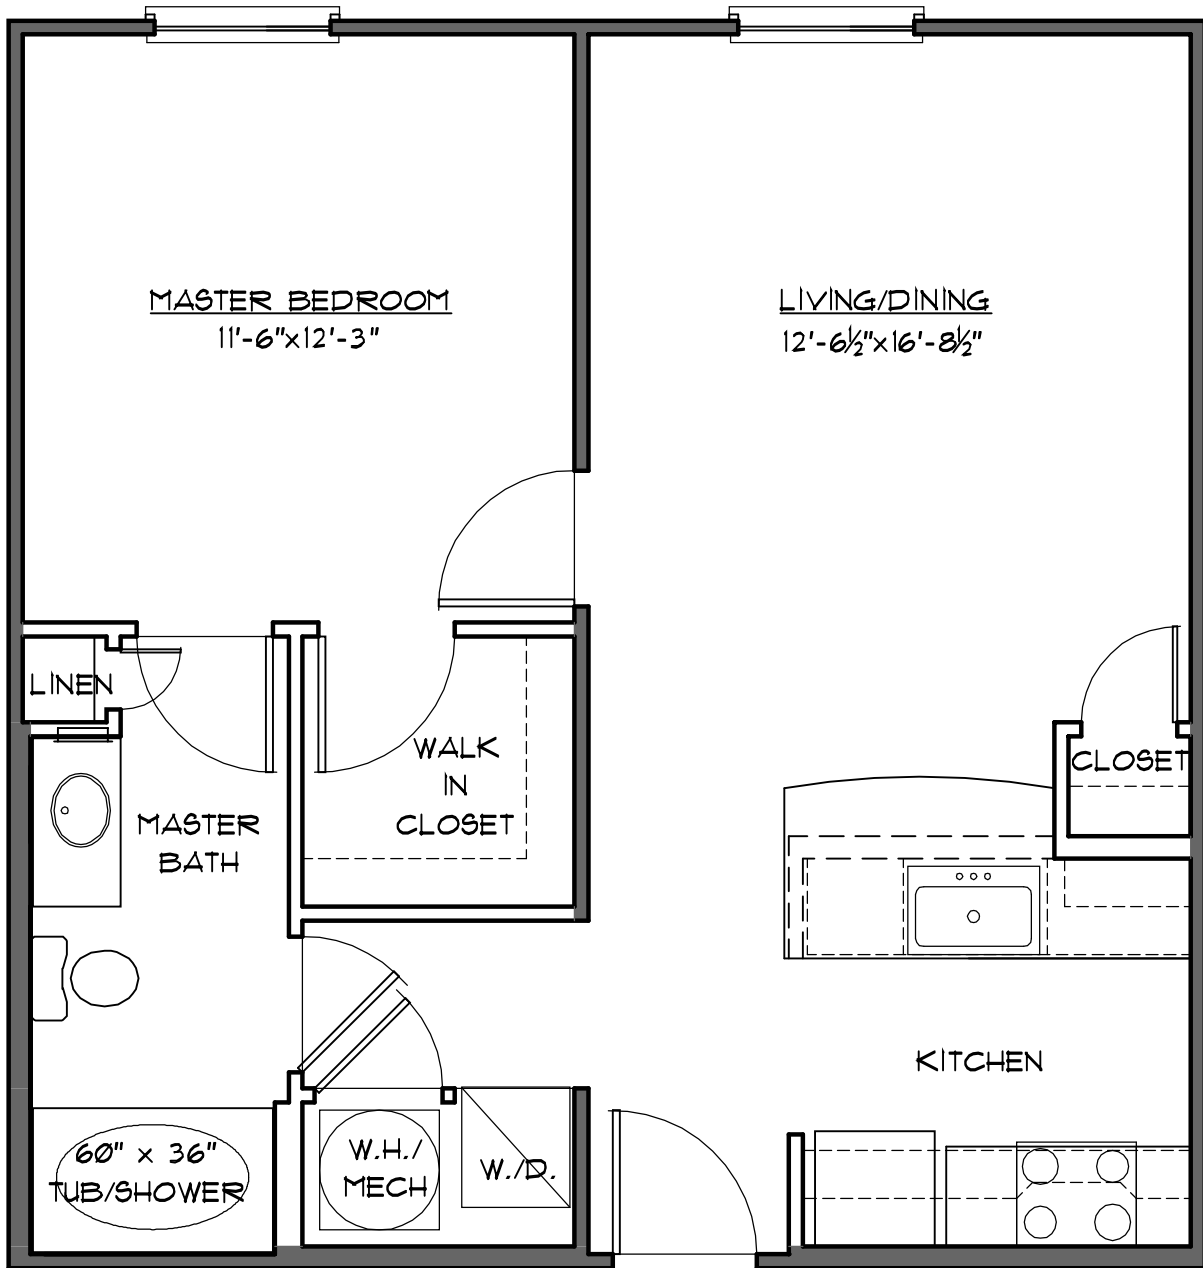 MASTER BEDROOM
11'-6"x12'-3"
LIVING/DINING
12'-6½"x16'-8½"
LINEN
WALK
IN
CLOSET
CLOSET
MASTER
BATH
KITCHEN
60" x 36"
TUB/SHOWER
W.H./
MECH
W./D.